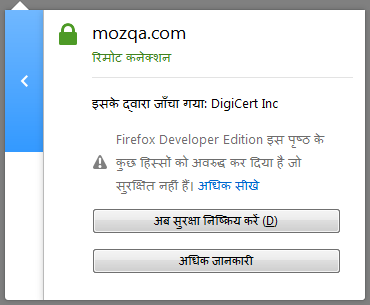 mozqa.com
रिमोट कनेक्शन
इसके द्वारा जाँचा गया: DigiCert Inc
Firefox Developer Edition इस पृष्ठ के
कुछ हिस्सों को अवरुद्ध कर दिया है जो
सुरक्षित नहीं हैं। अधिक सीखे
अब सुरक्षा निष्क्रिय करें (D)
अधिक जानकारी